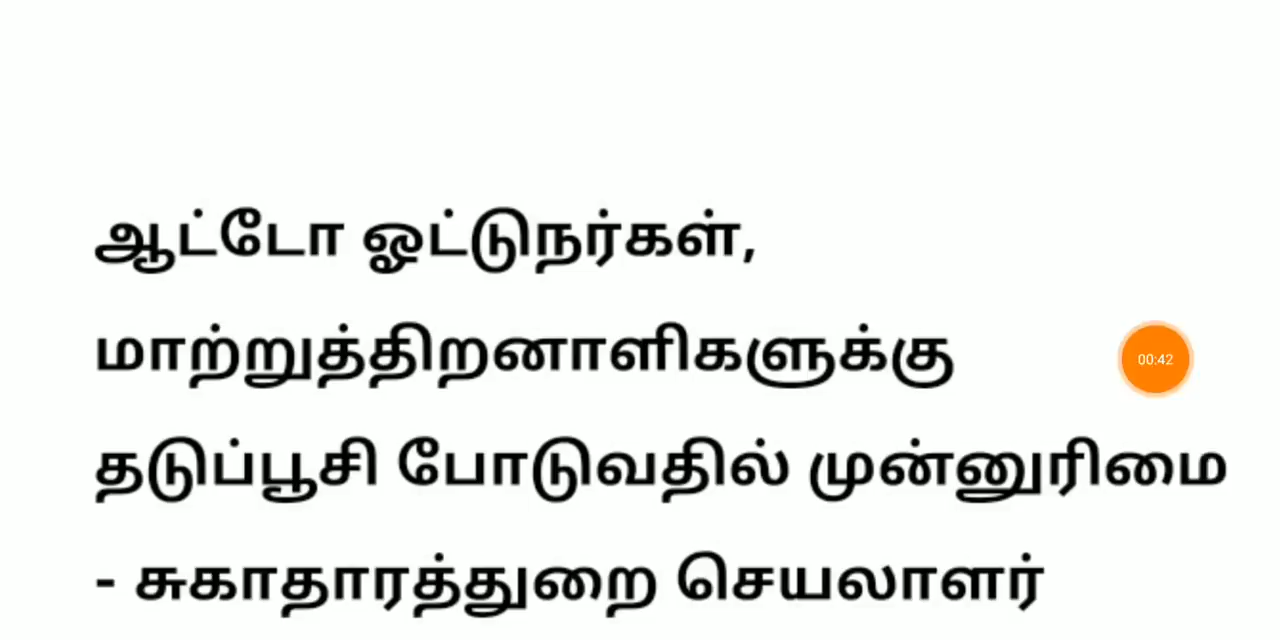 ஆட்டோ ஓட்டுநர்கள்,
மாற்றுத்திறனாளிகளுக்கு
00:42
தடுப்பூசி போடுவதில் முன்னுரிமை
- சுகாதாரத்துறை செயலாளர்